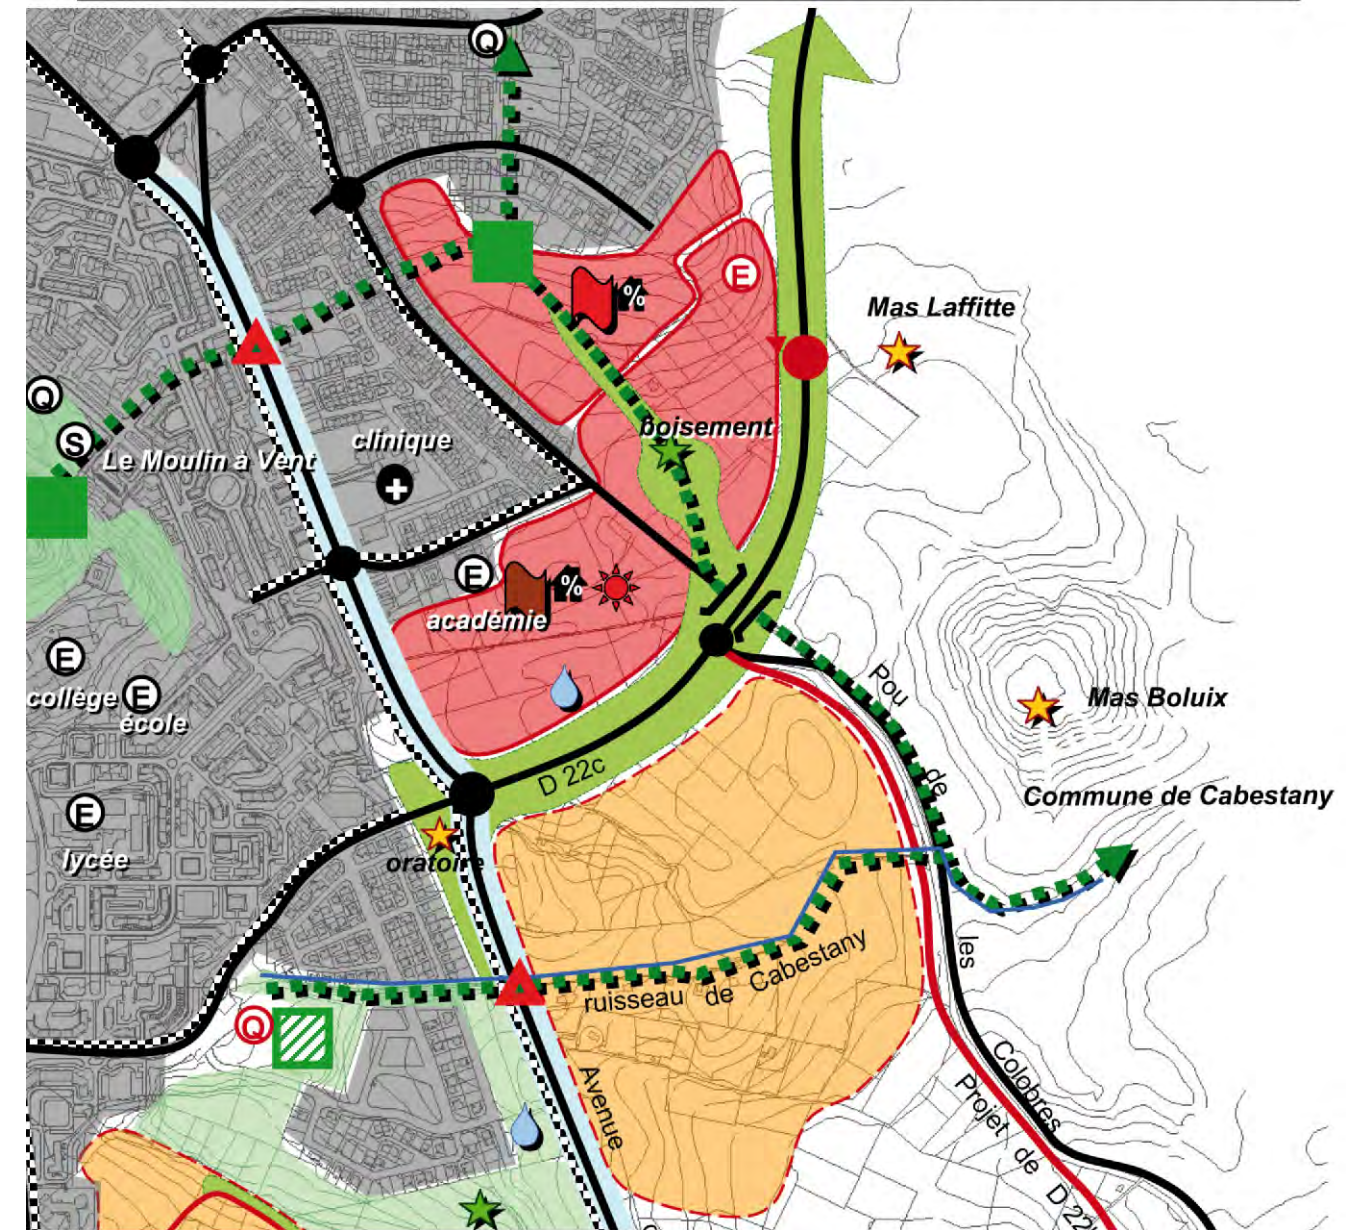 Q
Mas Laffitte
E
%
Q
boisement
S
clinique
Le Moulin à Vent
E
%
académie
E
collège
E
école
Pou
de
Mas Boluix
D 22c
Commune de Cabestany
E
lycée
oratoire
les
ruisseau de Cabestany
Q
Avenue
Colobres
Projet de D 22